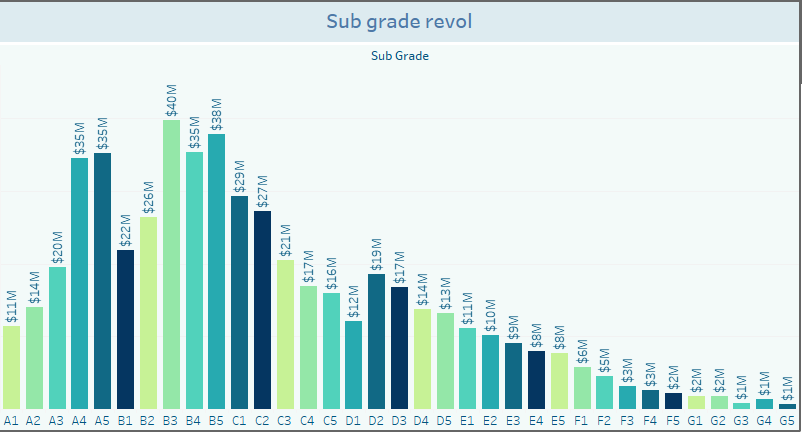 Sub grade revol
Sub Grade
$11M $14M $20M $35M $35M $22M $26M $40M $35M $38M $29M $27M $21M $17M $16M $12M $19M $17M $14M $13M $11M $10M $9M $8M $8M $6M $5M $3M $3M $2M $2M $2M $1M $1M $1M
A1 A2 A3 A4 A5 B1 B2 B3 B4 B5 C1 C2 C3 C4 C5 D1 D2 D3 D4 D5 E1 E2 E3 E4 E5 F1 F2 F3 F4 F5 G1 G2 G3 G4 G5